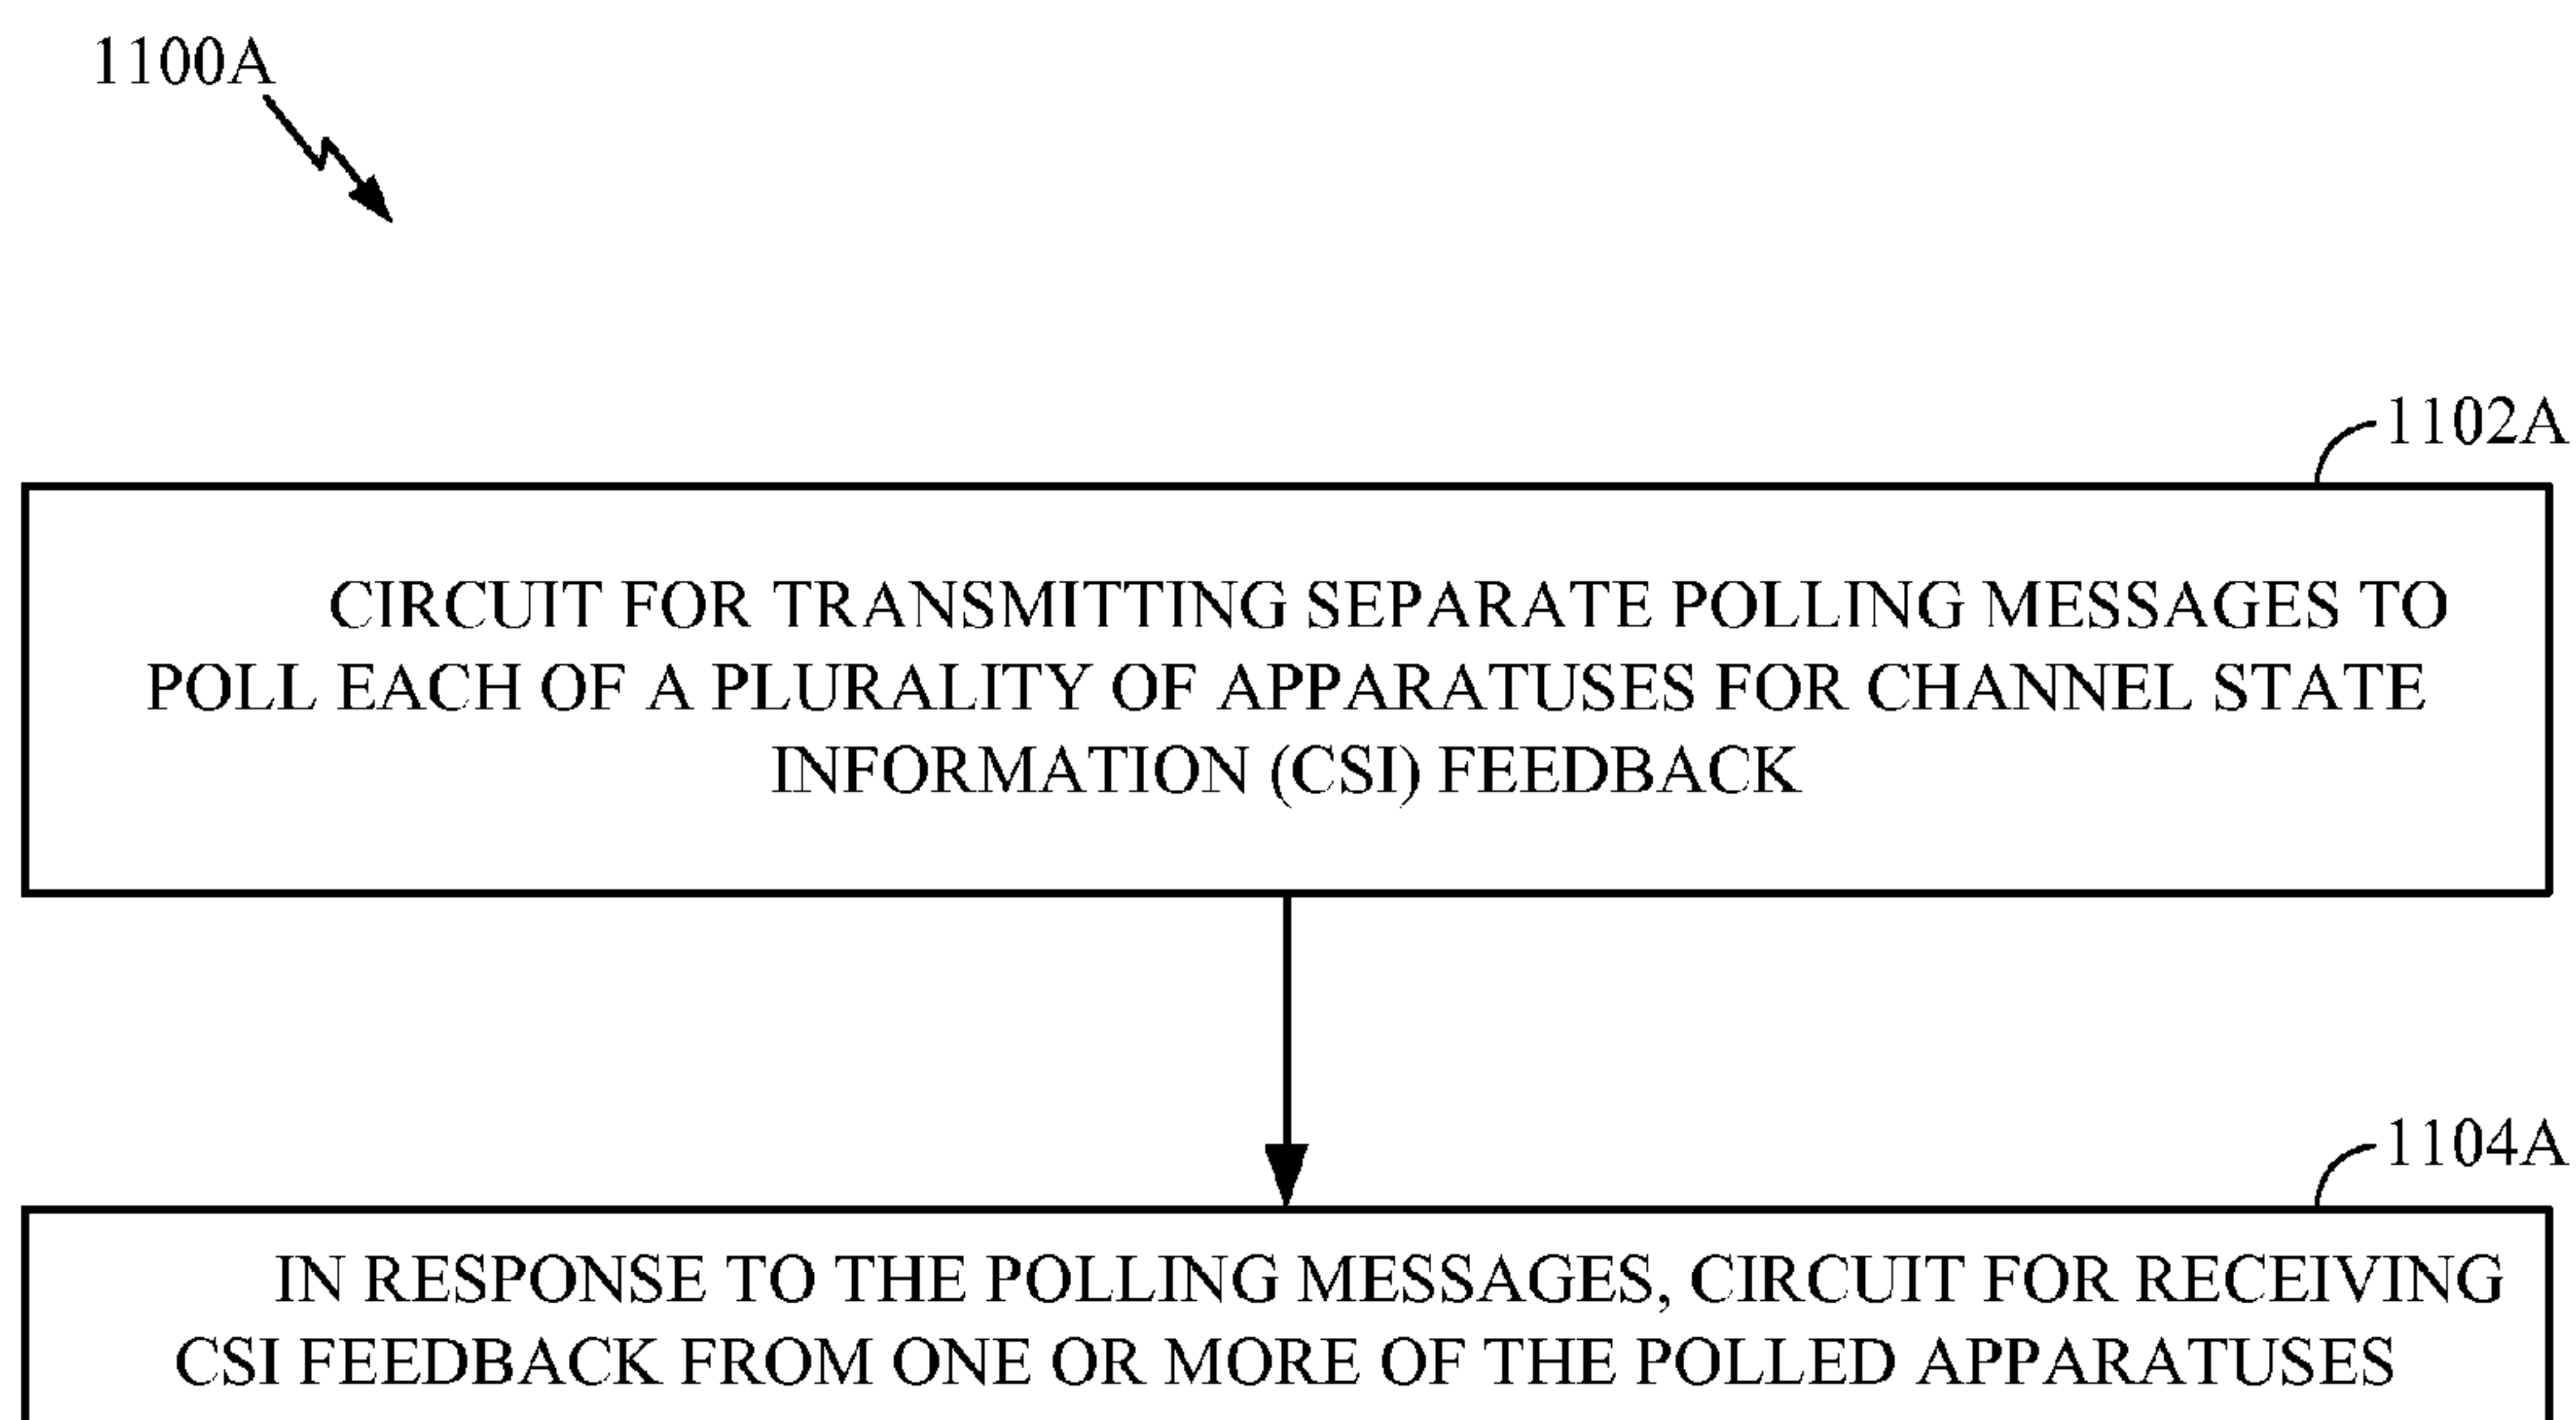 1100A
1102A
CIRCUIT FOR TRANSMITTING SEPARATE POLLING MESSAGES TO
POLL EACH OF A PLURALITY OF APPARATUSES FOR CHANNEL STATE
INFORMATION (CSI) FEEDBACK
1104A
IN RESPONSE TO THE POLLING MESSAGES, CIRCUIT FOR RECEIVING
CSI FEEDBACK FROM ONE OR MORE OF THE POLLED APPARATUSES